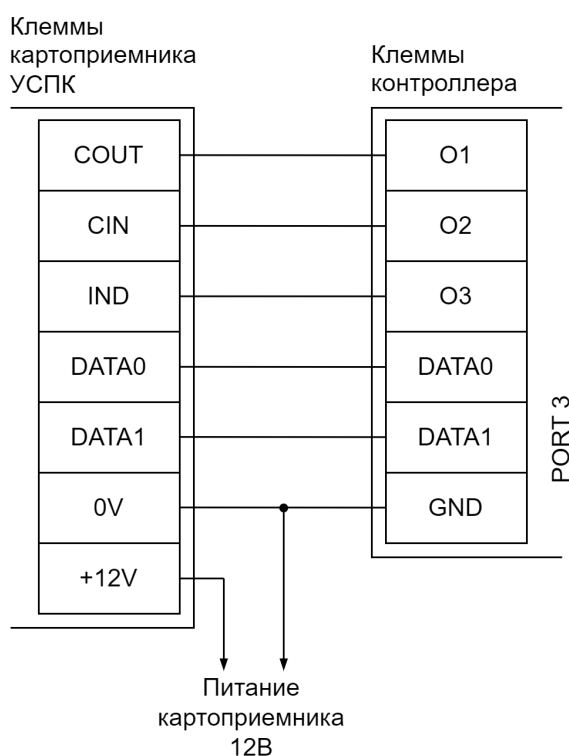 Клеммы
картоприемника
УСПК
Клеммы
контроллера
COUT
O1
CIN
O2
IND
O3
DATA0
DATA0
DATA1
DATA1
0V
GND
+12V
PORT 3
Питание
картоприемника
12В